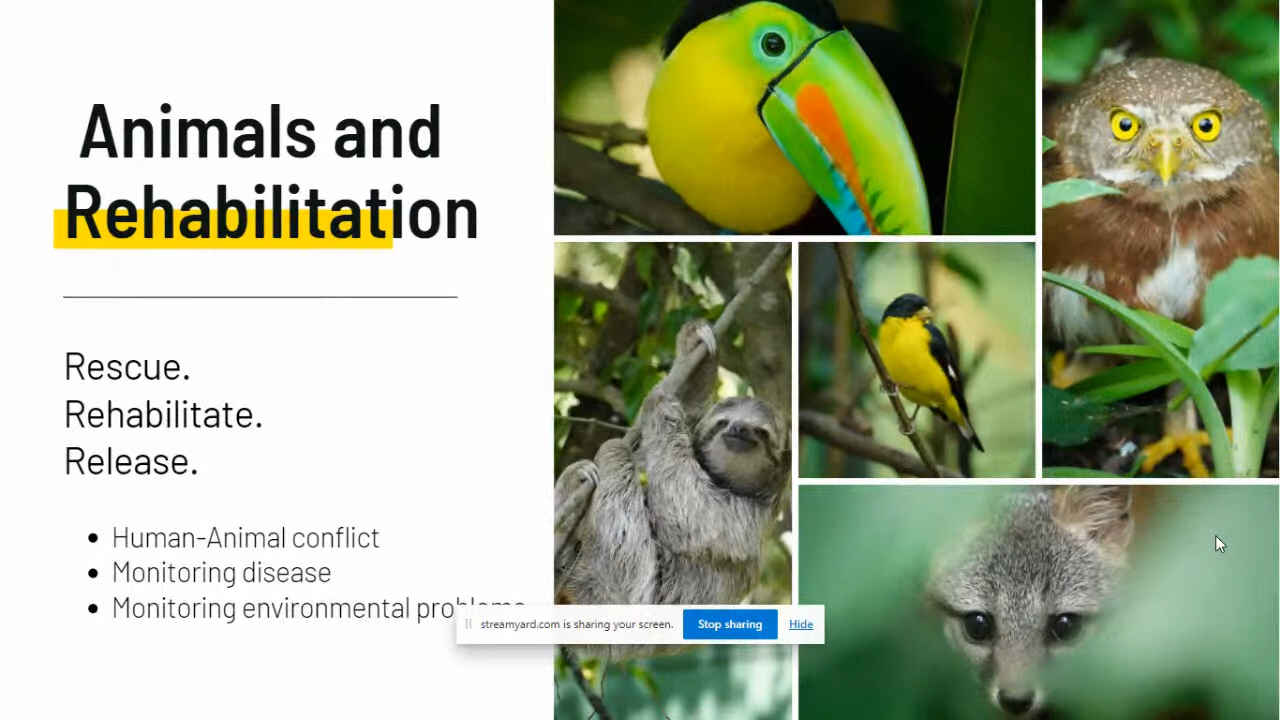 Animals and
Rehabilitation
Rescue.
Rehabilitate.
Release.
Human-Animal conflict
Monitoring disease
Monitoring environmental problems
streamyard.com is sharing your screen.
Stop sharing
Hide